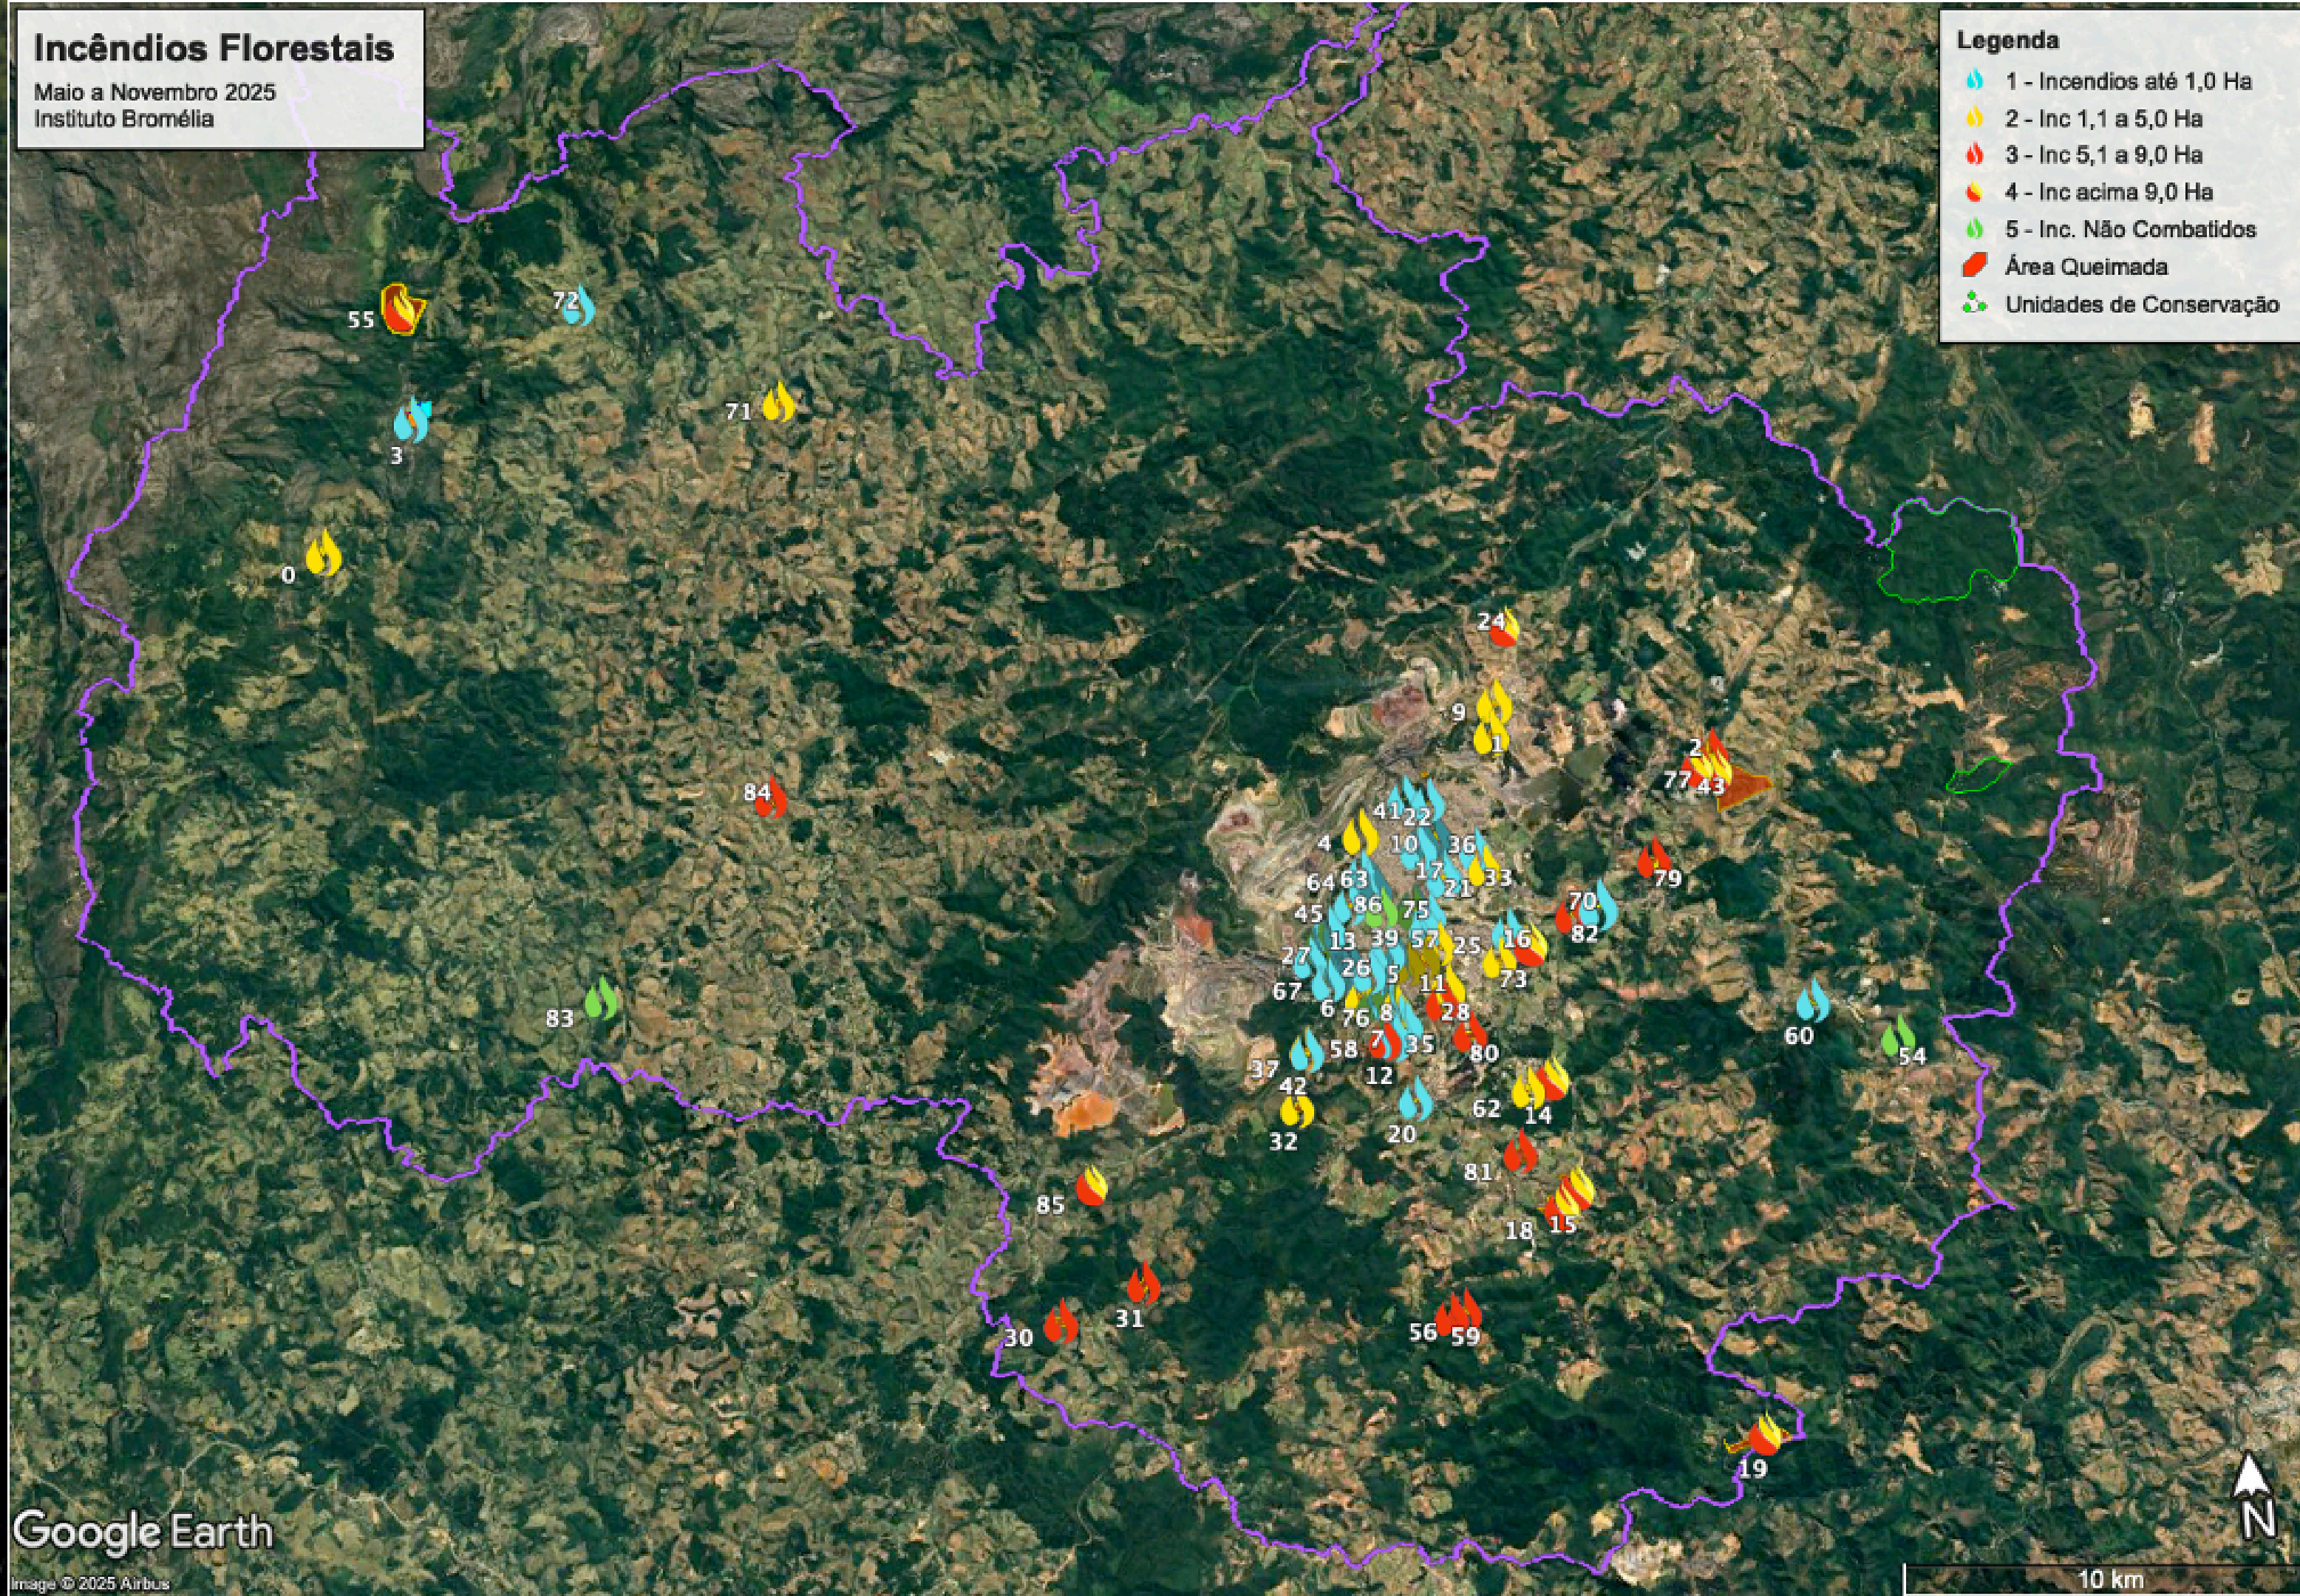 Incêndios Florestais
Maio a Novembro 2025
Instituto Bromélia
Legenda
1 - Incendios até 1,0 Ha
2 - Inc 1,1 a 5,0 Ha
3 - Inc 5,1 a 9,0 Ha
4 - Inc acima 9,0 Ha
5 - Inc. Não Combatidos
Área Queimada
Unidades de Conservação
55
72
71
3
0
24
9
1
2
77 43
84
41 22
4
10 36
17
33
64 63
21
79
86
70
45
75
82
13 39 57 25 16
27
26 5
73
11
67
6
76 8 28
83
60
7
58 35
80
54
37
12
42
62 14
20
32
81
85
18 15
31
30
56 59
19
Google Earth
Image © 2025 Airbus
N
10 km